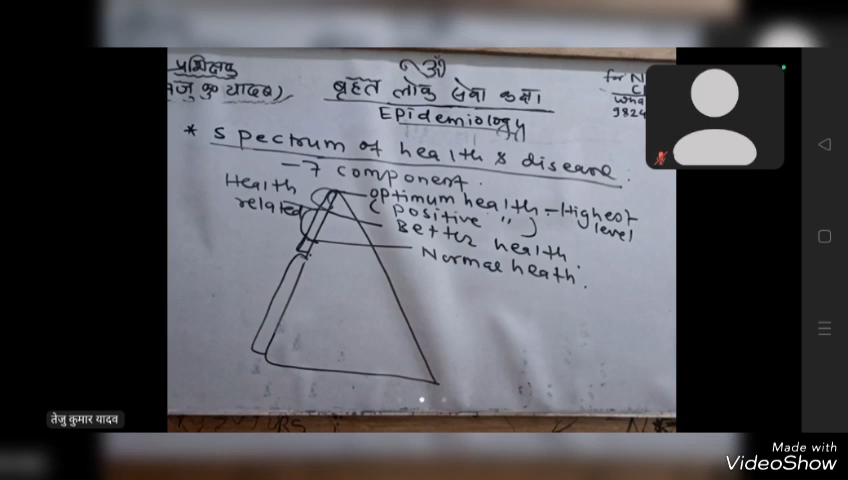 प्रशिक्षक
ॐ
for N
तेजु कु यादव)
बृहत लोक सेवा कक्षा
9824
Epidemiology
* Spectrum of health & disease.
- 7 component.
Health
related
optimum health - Highest
level
( Positive " )
Better health
Normal heath.
तेजु कुमार यादव
Made with
VideoShow